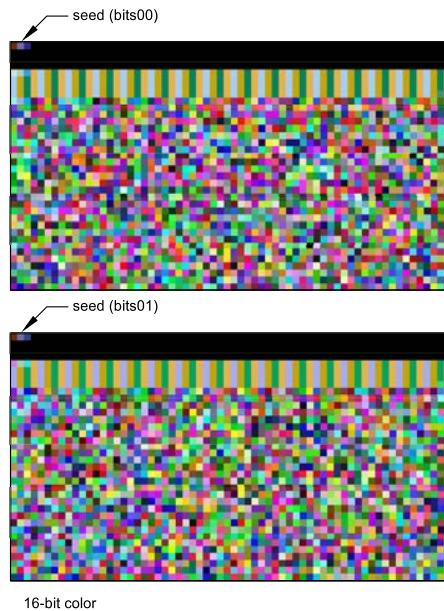 seed (bits00)
seed (bits01)
16-bit color